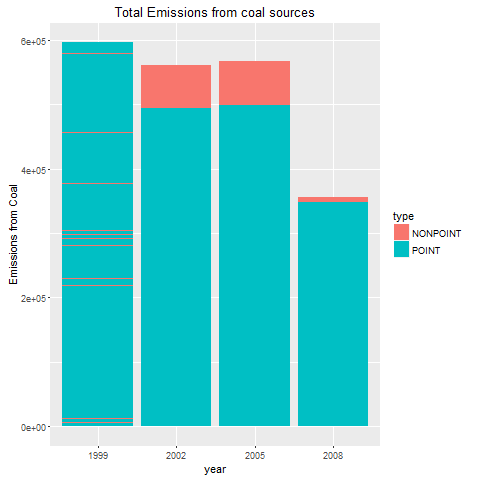 Total Emissions from coal sources
Emissions from Coal
6e+05
4e+05
2e+05
0e+00
1999
2002
2005
2008
year
type
NONPOINT
POINT